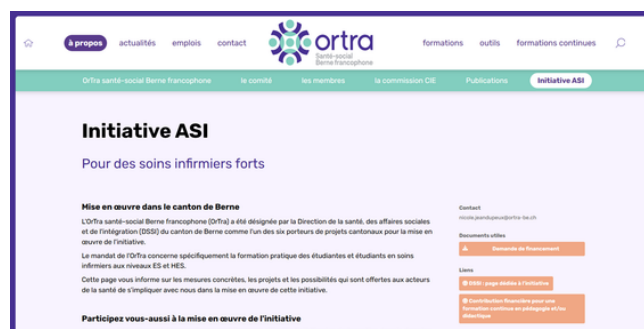 à propos actualités emplois contact ortra formations outils formations continues
Santé-social
Berne francophone
OrTra santé-social Berne francophone le comité les membres la commission CIE Publications Initiative ASI
Initiative ASI
Pour des soins infirmiers forts
Mise en œuvre dans le canton de Berne
L'OrTra santé-social Berne francophone (OrTra) a été désignée par la Direction de la santé, des affaires sociales
et de l'intégration (DSSI) du canton de Berne comme l'un des six porteurs de projets cantonaux pour la mise en
œuvre de l'initiative.
Le mandat de l'OrTra concerne spécifiquement la formation pratique des étudiantes et étudiants en soins
infirmiers aux niveaux ES et HES.
Cette page vous informe sur les mesures concrètes, les projets et les possibilités qui sont offertes aux acteurs
de la santé de s'impliquer avec nous dans la mise en œuvre de cette initiative.
Participez vous-aussi à la mise en œuvre de l'initiative
Contact
Documents utiles
Demande de financement
Liens
DSSI : page dédiée à l'initiative
Contribution financière pour une
formation continue en pédagogie et/ou
didactique